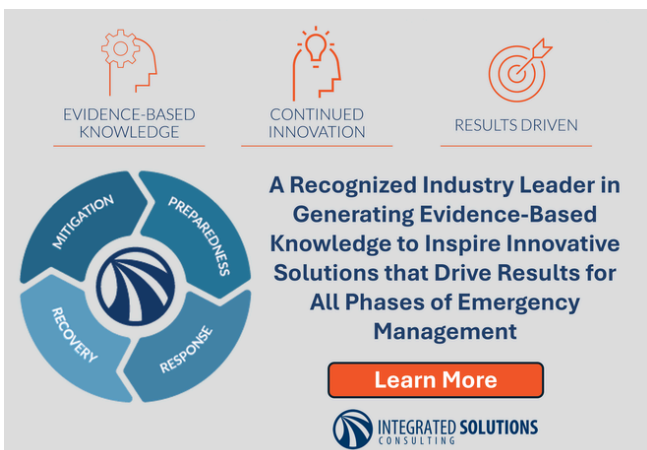 EVIDENCE-BASED
KNOWLEDGE
CONTINUED
INNOVATION
RESULTS DRIVEN
MITIGATION
PREPAREDNESS
RECOVERY
RESPONSE
A Recognized Industry Leader in
Generating Evidence-Based
Knowledge to Inspire Innovative
Solutions that Drive Results for
All Phases of Emergency
Management
Learn More
INTEGRATED SOLUTIONS
CONSULTING